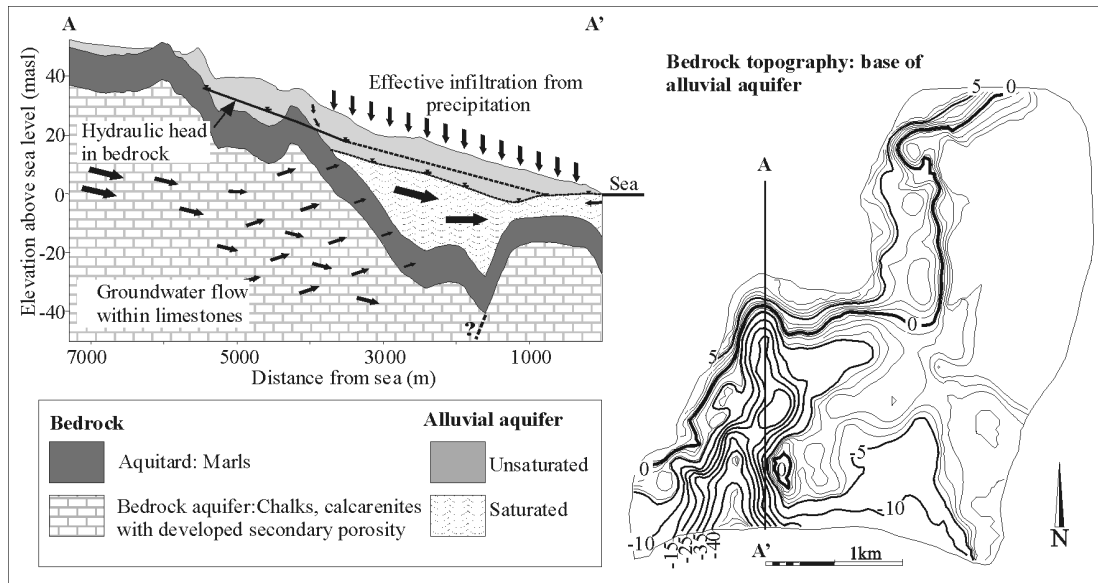 A
A'
Elevation above sea level (masl)
40
20
0
-20
-40
Effective infiltration from
precipitation
Hydraulic head
in bedrock
Sea
Groundwater flow
within limestones
?
7000
5000
3000
1000
Distance from sea (m)
Bedrock
Aquitard: Marls
Bedrock aquifer:Chalks, calcarenites
with developed secondary porosity
Alluvial aquifer
Unsaturated
Saturated
Bedrock topography: base of
alluvial aquifer
5
0
A
0
5
0
0
-5
-10
-10
-15
-25
-35
-40
A'
1km
N